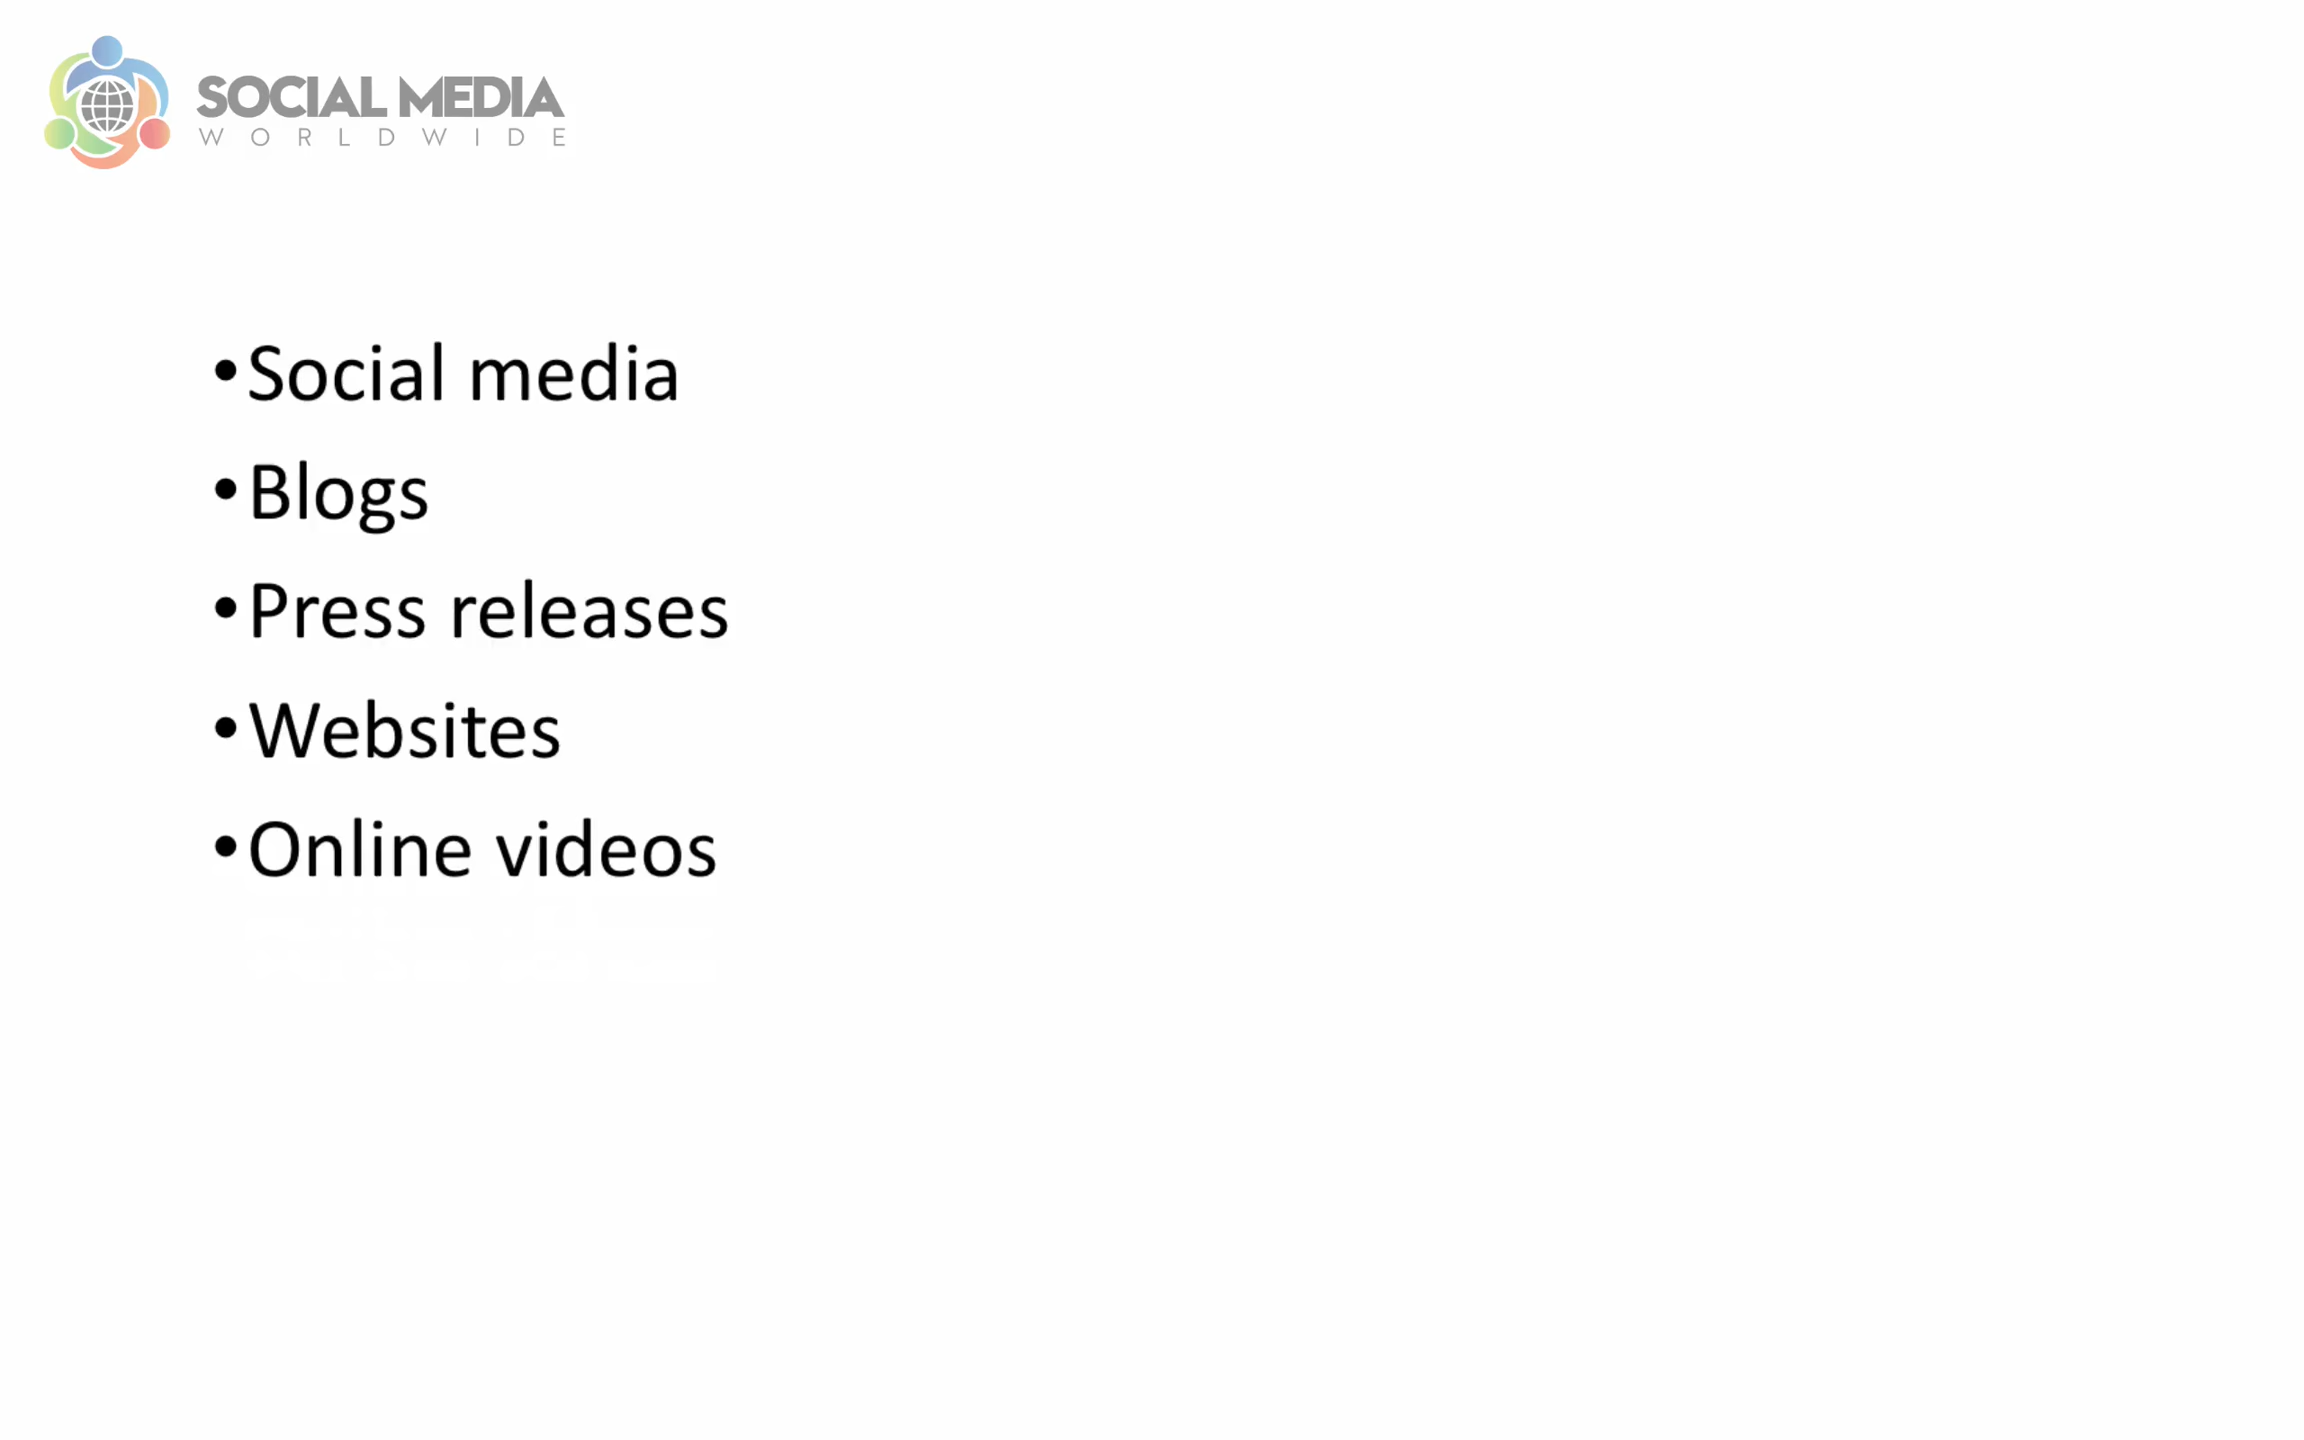 SOCIAL MEDIA
WORLDWIDE
•Social media
•Blogs
•Press releases
•Websites
•Online videos